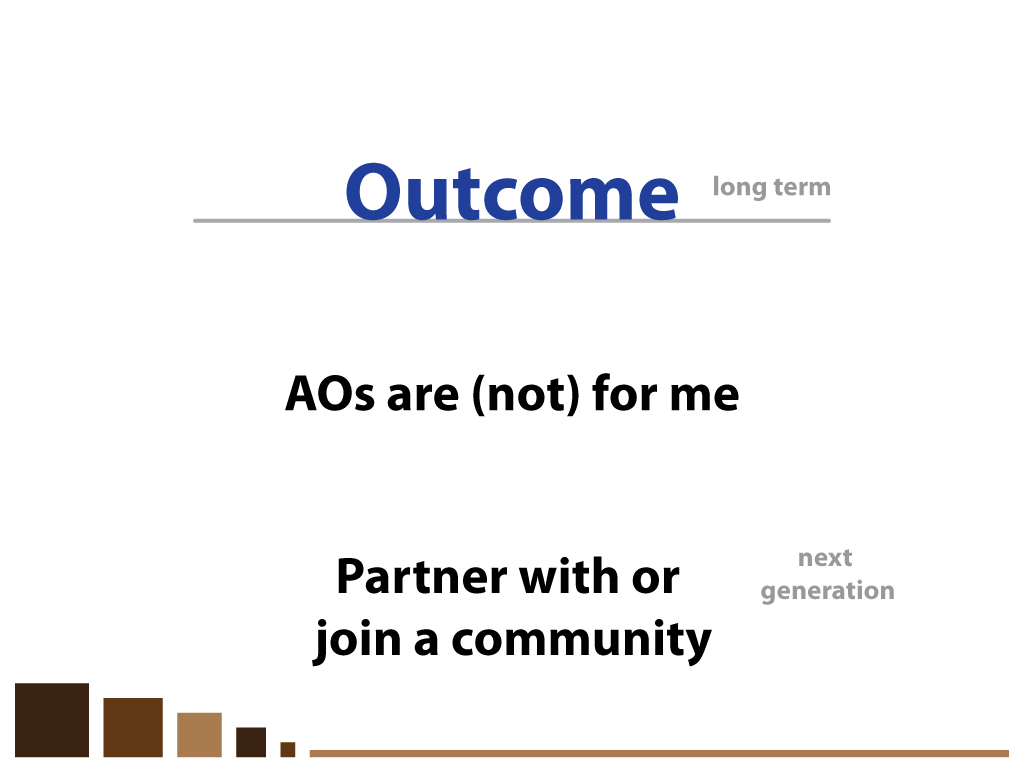 Outcome long term
AOs are (not) for me
Partner with or
join a community
next
generation